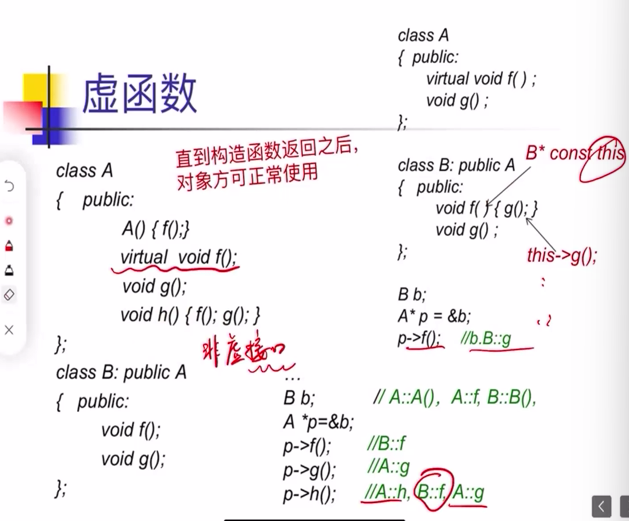 虚函数
直到构造函数返回之后，
对象方可正常使用
class A
{ public:
A() { f();}
virtual void f();
void g();
void h() { f(); g(); }
};
非虚接口
class B: public A
{ public:
void f();
void g();
};
class A
{ public:
virtual void f( ) ;
void g() ;
};
class B: public A
{ public:
void f( ) { g(); }
void g() ;
};
B* const this
this->g();
B b;
A* p = &b;
p->f(); //b.B::g
…
B b; // A::A(), A::f, B::B(),
A *p=&b;
p->f(); //B::f
p->g(); //A::g
p->h(); //A::h, B::f, A::g